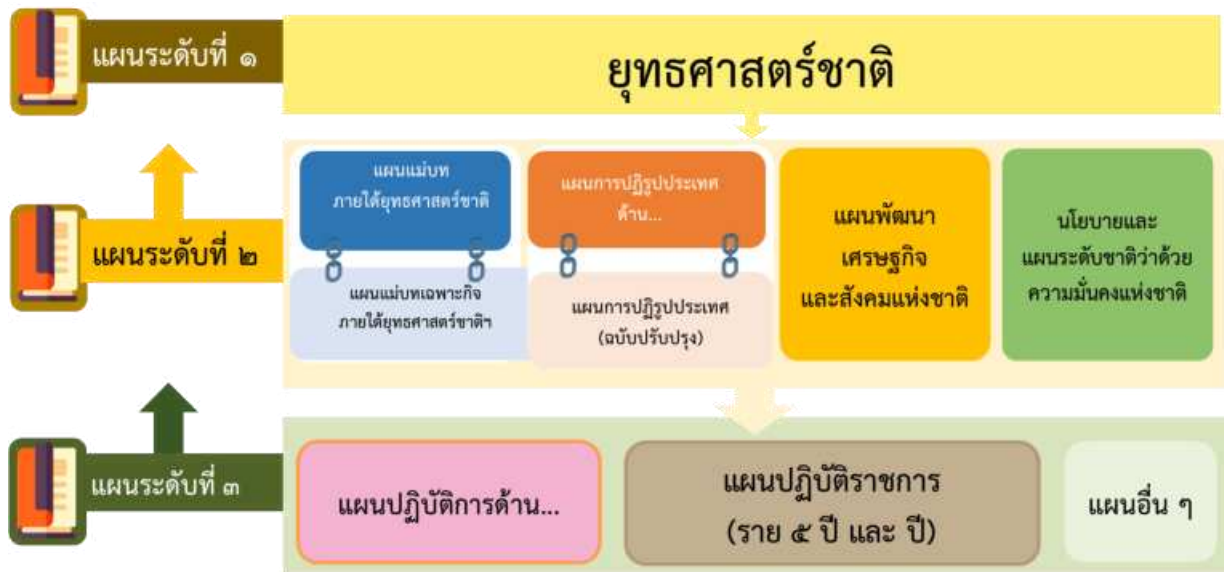 แผนระดับที่ ๑
ยุทธศาสตร์ชาติ
แผนระดับที่ ๒
แผนแม่บท
ภายใต้ยุทธศาสตร์ชาติ
แผนแม่บทเฉพาะกิจ
ภายใต้ยุทธศาสตร์ชาติฯ
แผนการปฏิรูปประเทศ
ด้าน...
แผนการปฏิรูปประเทศ
(ฉบับปรับปรุง)
แผนพัฒนา
เศรษฐกิจ
และสังคมแห่งชาติ
นโยบายและ
แผนระดับชาติว่าด้วย
ความมั่นคงแห่งชาติ
แผนระดับที่ ๓
แผนปฏิบัติการด้าน...
แผนปฏิบัติราชการ
(ราย ๕ ปี และ ปี)
แผนอื่น ๆ